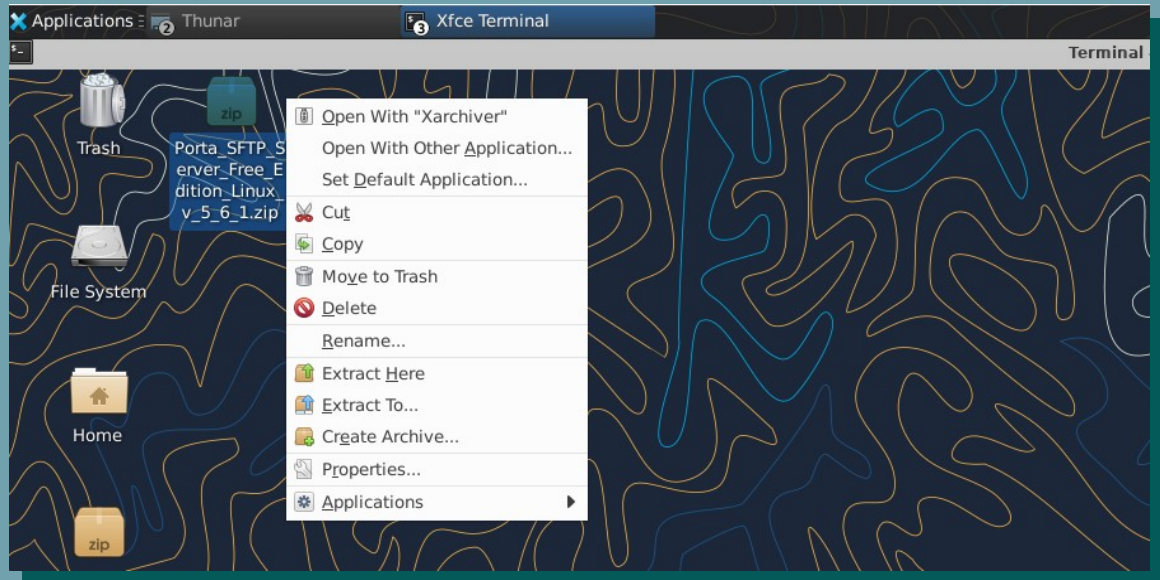 Applications
2
Thunar
$_
3
Xfce Terminal
$_
Terminal
Trash
zip
Porta_SFTP_S
erver_Free_E
dition_Linux_
v_5_6_1.zip
File System
Home
zip
Open With "Xarchiver"
Open With Other Application...
Set Default Application...
Cut
Copy
Move to Trash
Delete
Rename...
Extract Here
Extract To...
Create Archive...
Properties...
Applications